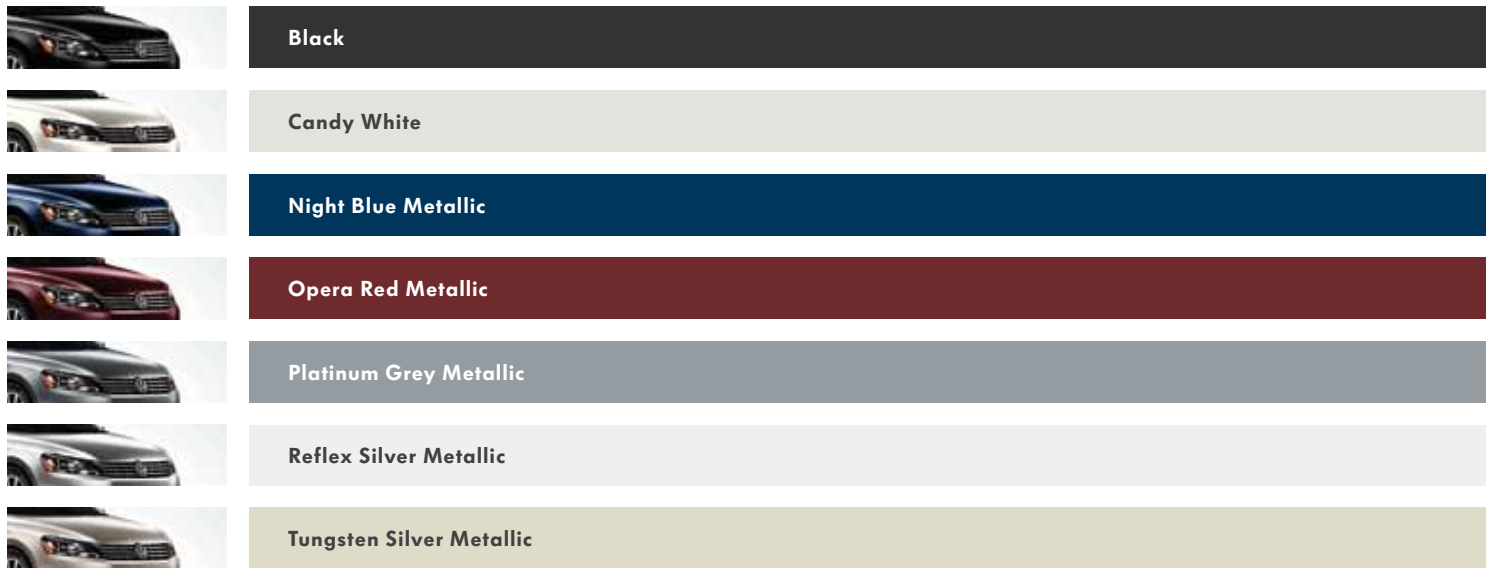 Black
Candy White
Night Blue Metallic
Opera Red Metallic
Platinum Grey Metallic
Reflex Silver Metallic
Tungsten Silver Metallic